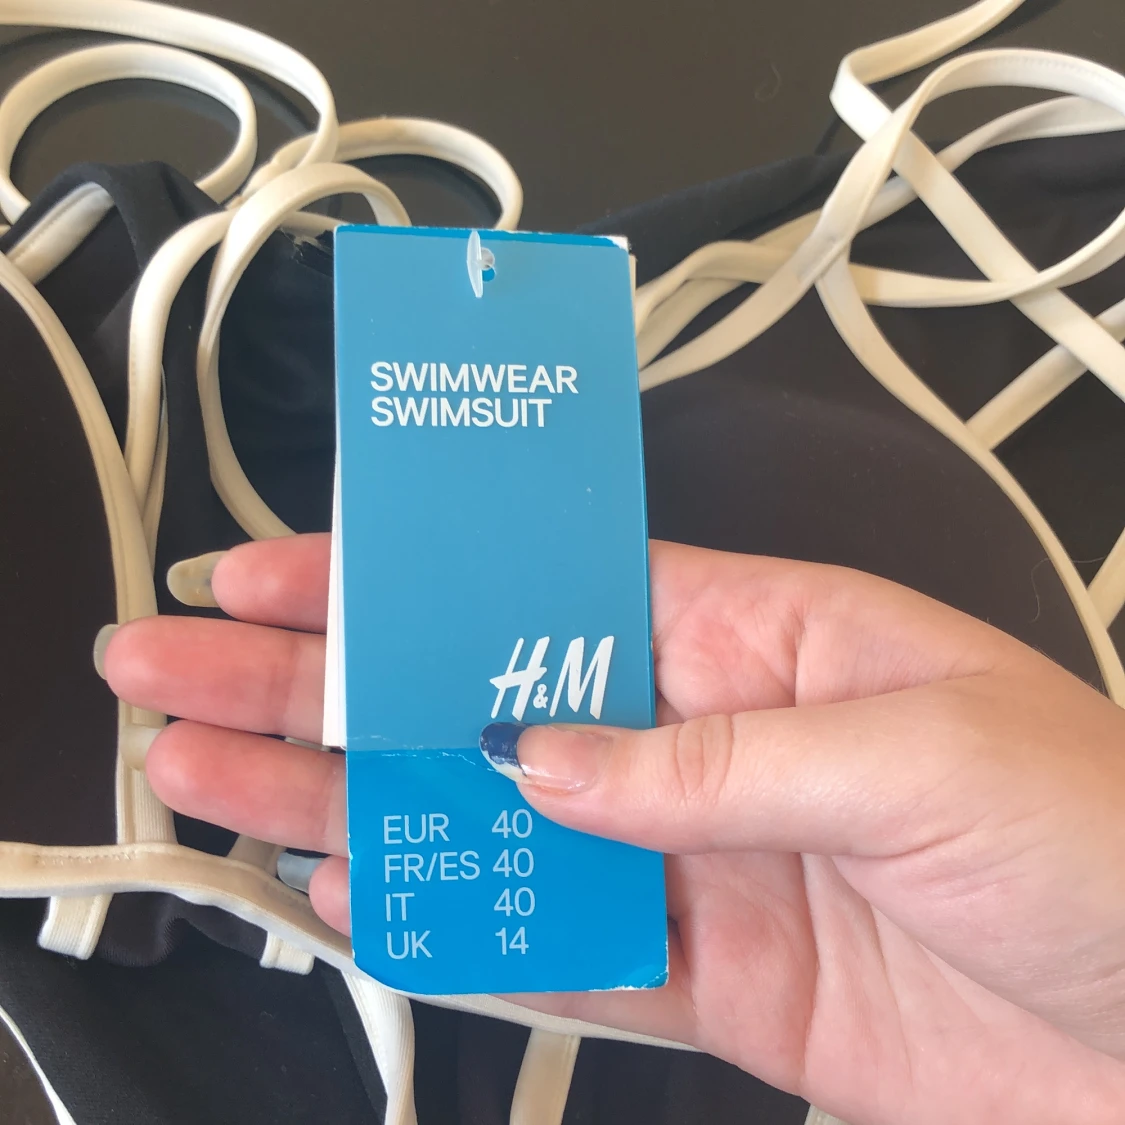 SWIMWEAR
SWIMSUIT
H&M
EUR 40
FR/ES 40
IT 40
UK 14